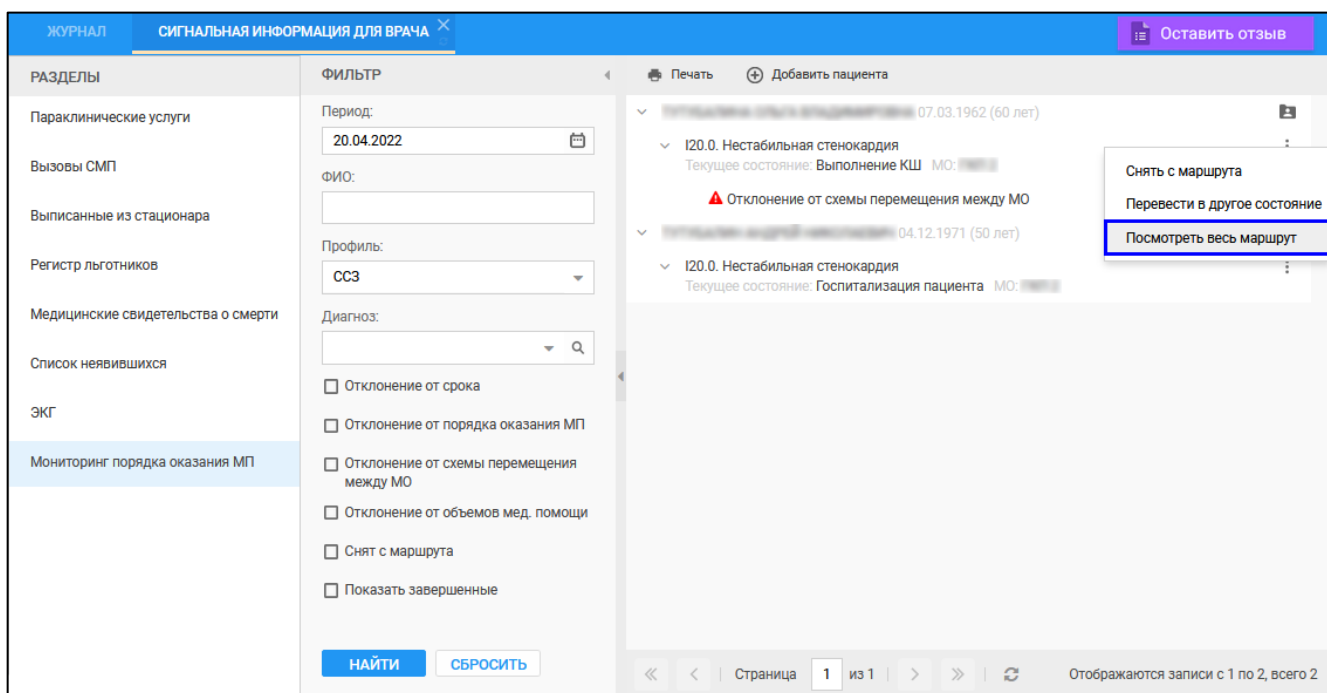 ЖУРНАЛ
СИГНАЛЬНАЯ ИНФОРМАЦИЯ ДЛЯ ВРАЧА
Оставить отзыв
РАЗДЕЛЫ
Параклинические услуги
Вызовы СМП
Выписанные из стационара
Регистр льготников
Медицинские свидетельства о смерти
Список неявившихся
ЭКГ
Мониторинг порядка оказания МП
ФИЛЬТР
Период:
20.04.2022
ФИО:
Профиль:
ССЗ
Диагноз:
Отклонение от срока
Отклонение от порядка оказания МП
Отклонение от схемы перемещения
между МО
Отклонение от объемов мед. помощи
Снят с маршрута
Показать завершенные
НАЙТИ
СБРОСИТЬ
Печать
Добавить пациента
07.03.1962 (60 лет)
I20.0. Нестабильная стенокардия
Текущее состояние: Выполнение КШ МО:
Отклонение от схемы перемещения между МО
04.12.1971 (50 лет)
I20.0. Нестабильная стенокардия
Текущее состояние: Госпитализация пациента МО:
Снять с маршрута
Перевести в другое состояние
Посмотреть весь маршрут
Страница 1 из 1
Отображаются записи с 1 по 2, всего 2